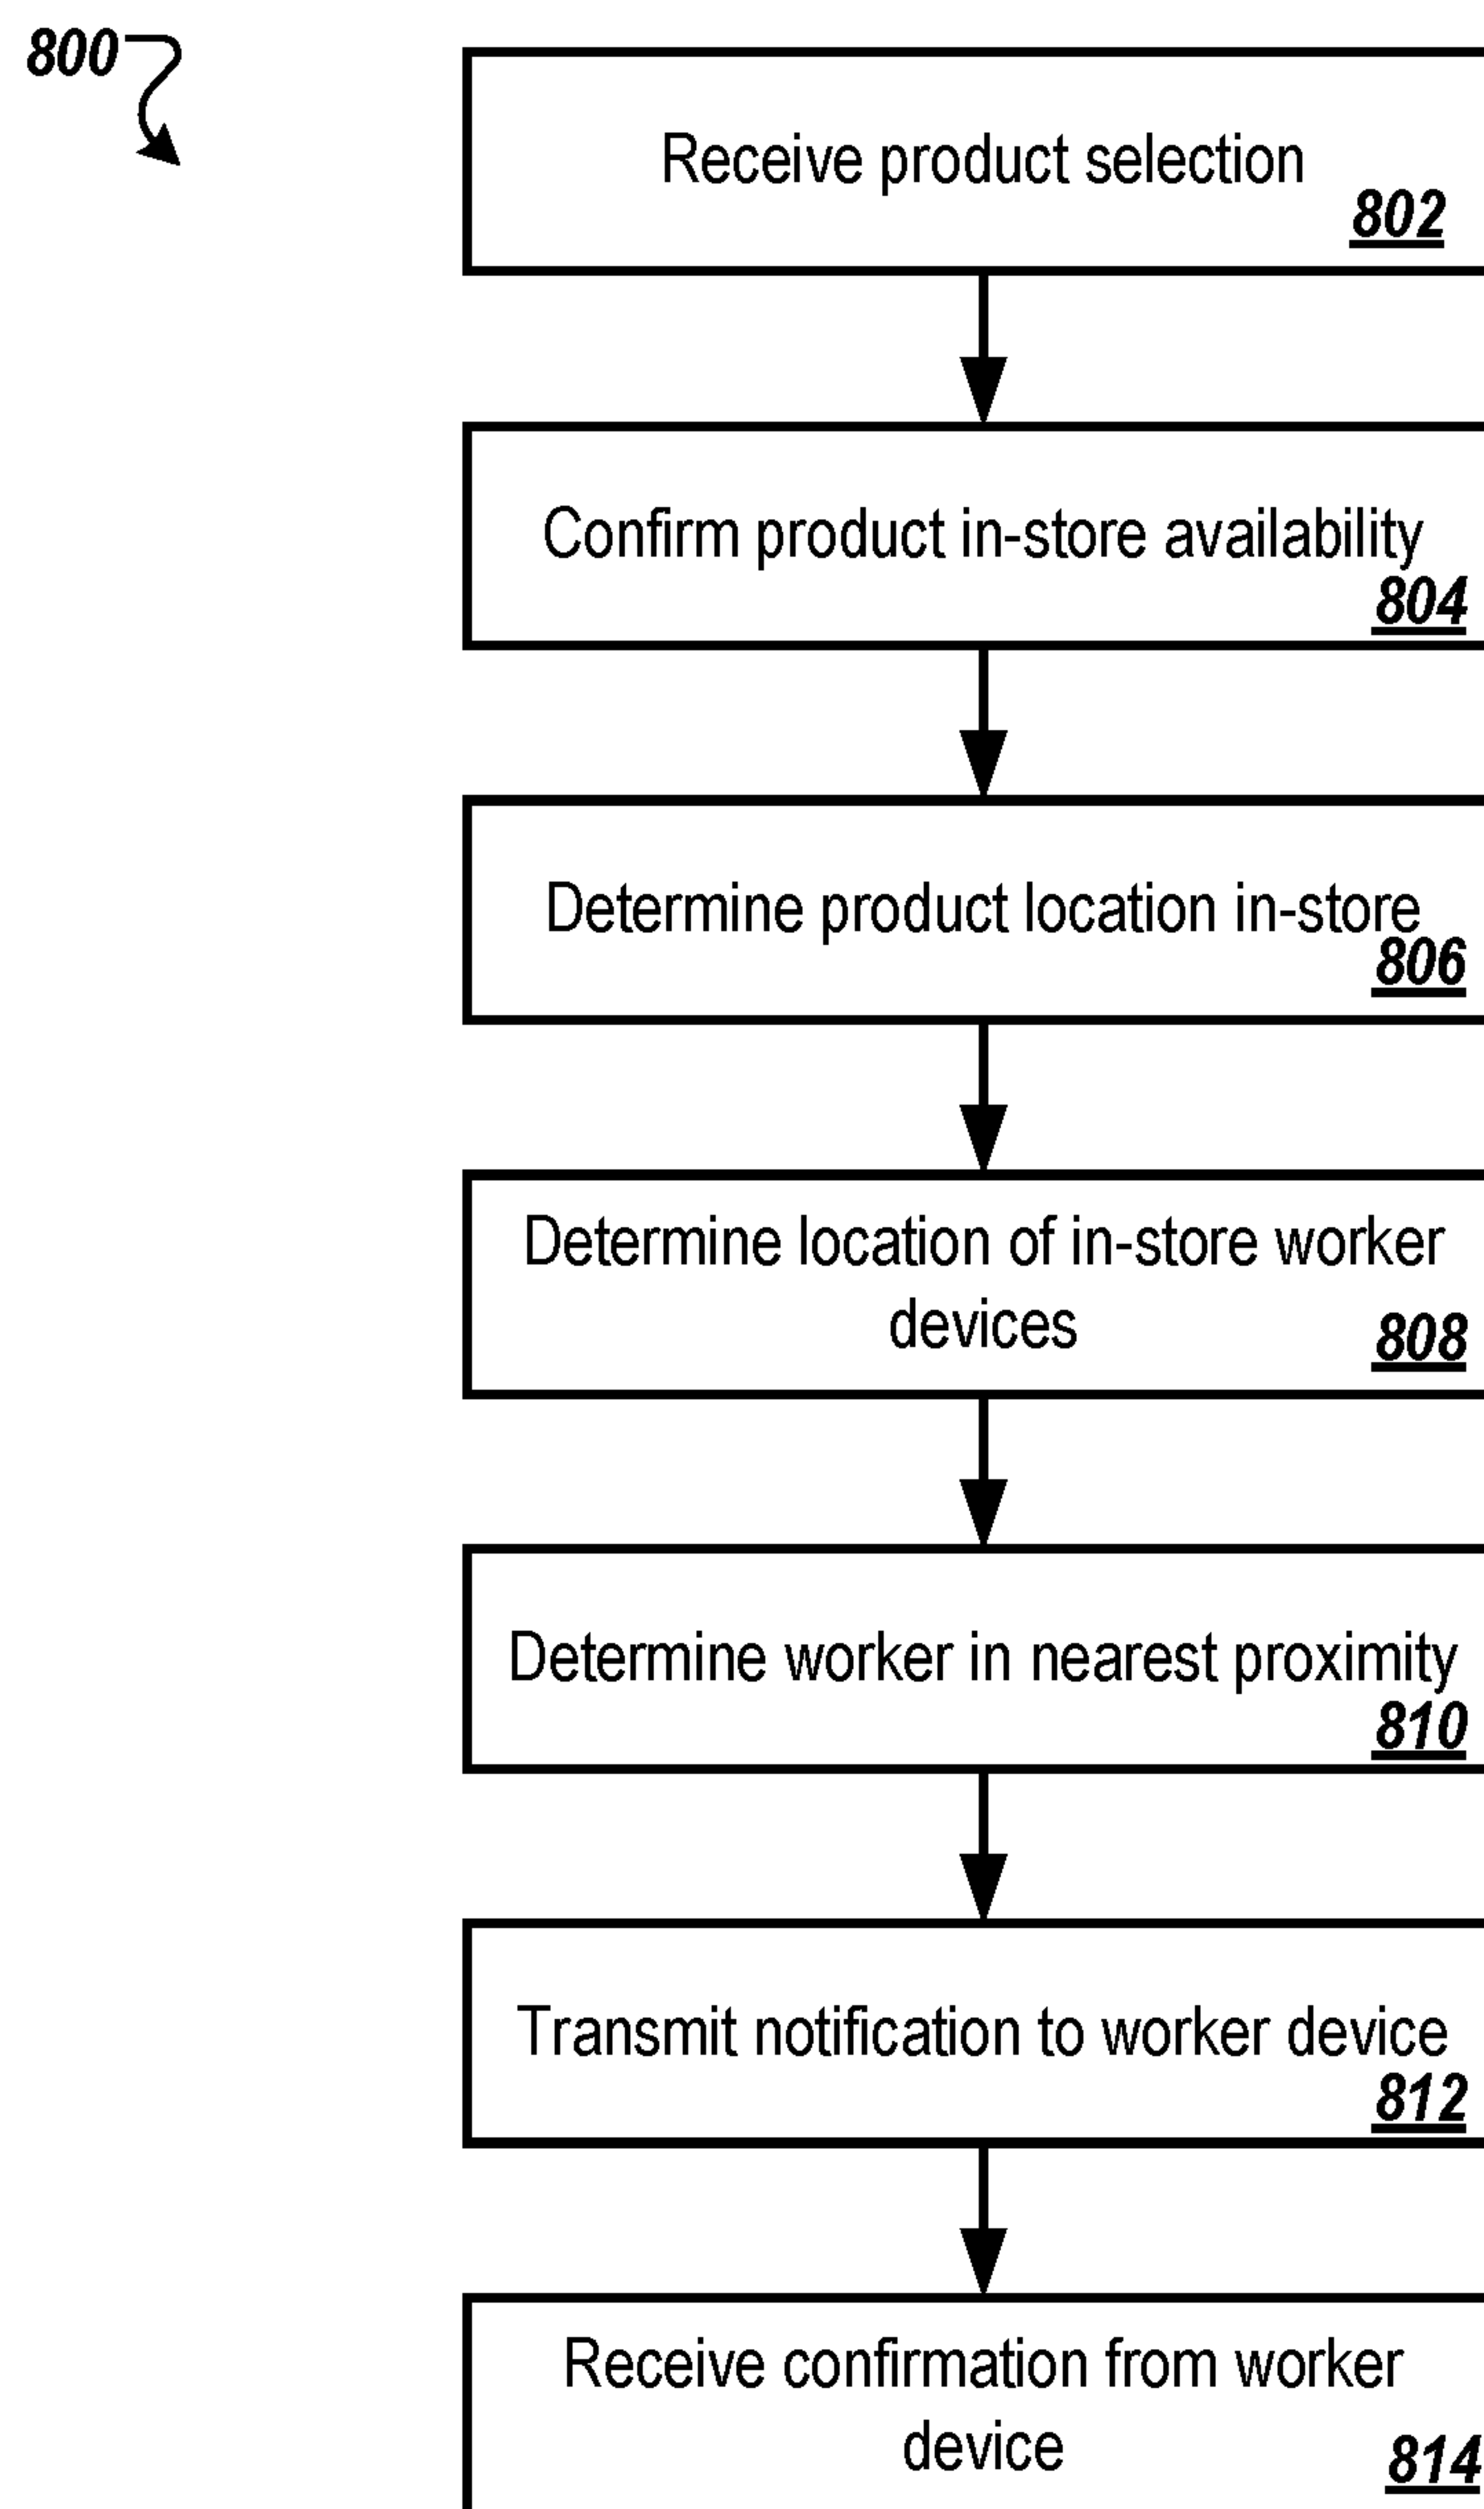 800
Receive product selection
802
Confirm product in-store availability
804
Determine product location in-store
806
Determine location of in-store worker
devices
808
Determine worker in nearest proximity
810
Transmit notification to worker device
812
Receive confirmation from worker
device
814